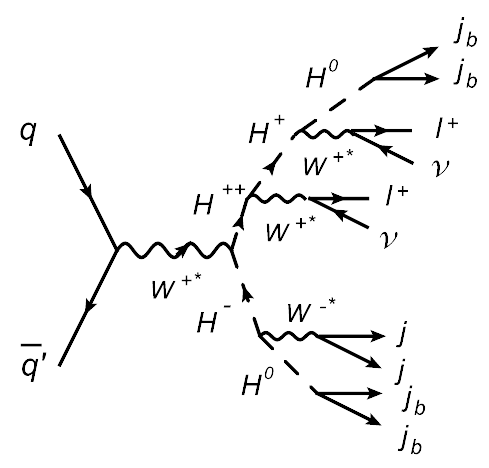 j_b
H^0
j_b
q
H^+
l^+
W^{+*}
ν
H^{++}
l^+
W^{+*}
ν
W^{+*}
H^-
W^{-*}
j
q̅'
j
H^0
j_b
j_b